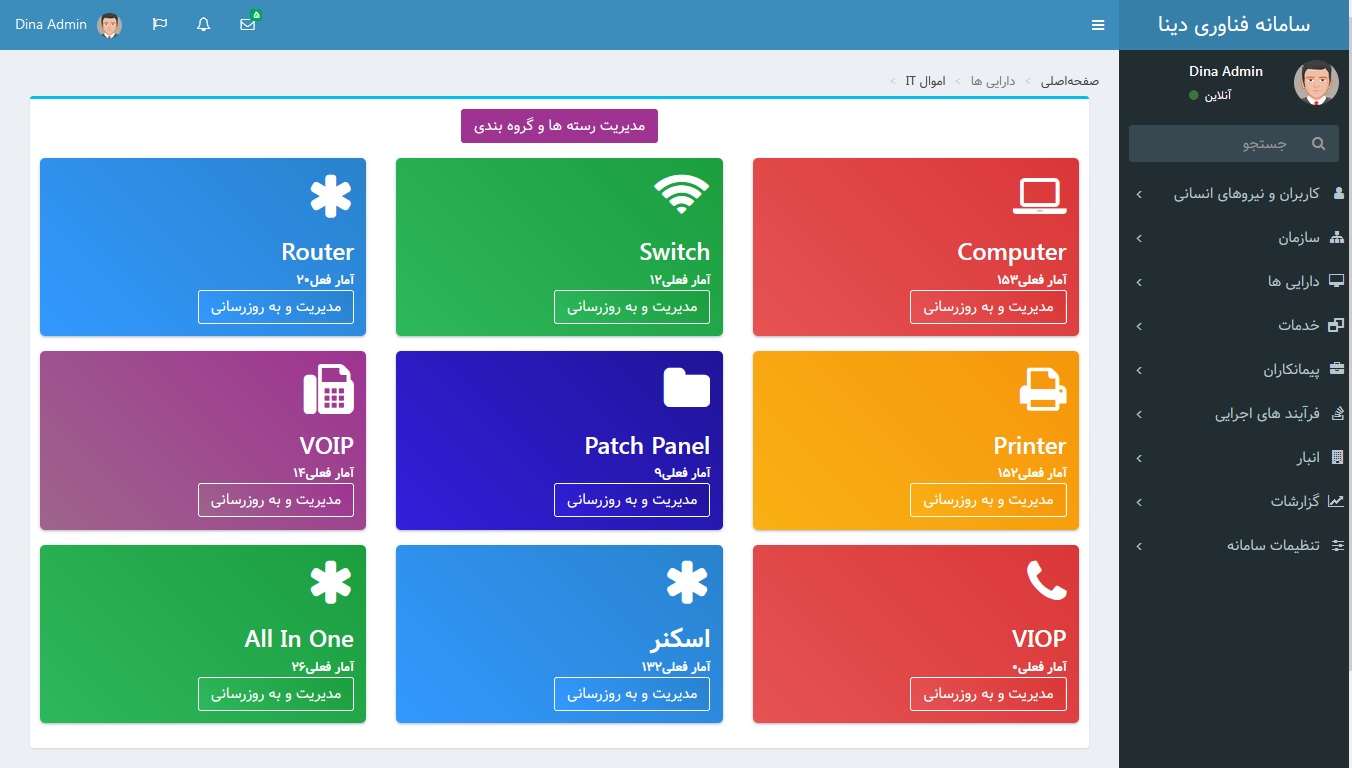 سامانه فناوری دینا
۵
Dina Admin
Dina Admin
آنلاین
جستجو
کاربران و نیروهای انسانی
سازمان
دارایی ها
خدمات
پیمانکاران
فرآیند های اجرایی
انبار
گزارشات
تنظیمات سامانه
صفحه‌اصلی > دارایی ها > اموال IT >
مدیریت رسته ها و گروه بندی
Computer
آمار فعلی۱۵۳
مدیریت و به روزرسانی
Switch
آمار فعلی۱۲
مدیریت و به روزرسانی
Router
آمار فعل۲۰
مدیریت و به روزرسانی
Printer
آمار فعلی۱۵۲
مدیریت و به روزرسانی
Patch Panel
آمار فعلی۹
مدیریت و به روزرسانی
VOIP
آمار فعلی۱۴
مدیریت و به روزرسانی
VIOP
آمار فعلی۰
مدیریت و به روزرسانی
اسکنر
آمار فعلی۱۳۲
مدیریت و به روزرسانی
All In One
آمار فعلی۲۶
مدیریت و به روزرسانی